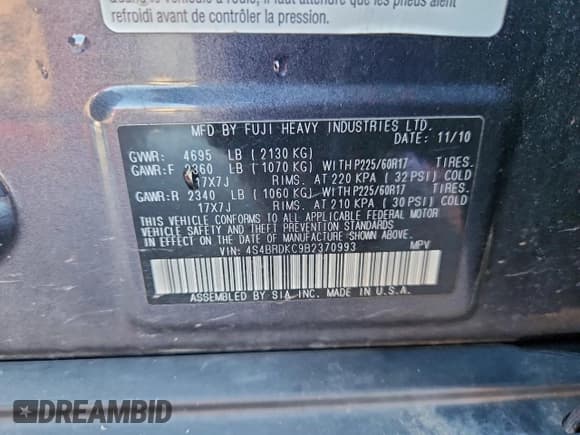 refroidi avant de contrôler la pression.
MFD BY FUJI HEAVY INDUSTRIES LTD.
DATE: 11/10
GVWR: 4695 LB (2130 KG)
GAWR:F 2360 LB (1070 KG) WITH P225/60R17 TIRES.
17X7J RIMS. AT 220 KPA (32 PSI) COLD
GAWR:R 2340 LB (1060 KG) WITH P225/60R17 TIRES.
17X7J RIMS. AT 210 KPA (30 PSI) COLD
THIS VEHICLE CONFORMS TO ALL APPLICABLE FEDERAL MOTOR
VEHICLE SAFETY AND THEFT PREVENTION STANDARDS
IN EFFECT ON THE DATE OF MANUFACTURE SHOWN ABOVE.
VIN: 4S4BRDKC9B2370993 MPV
ASSEMBLED BY SIA INC. MADE IN U.S.A.
DREAMBID